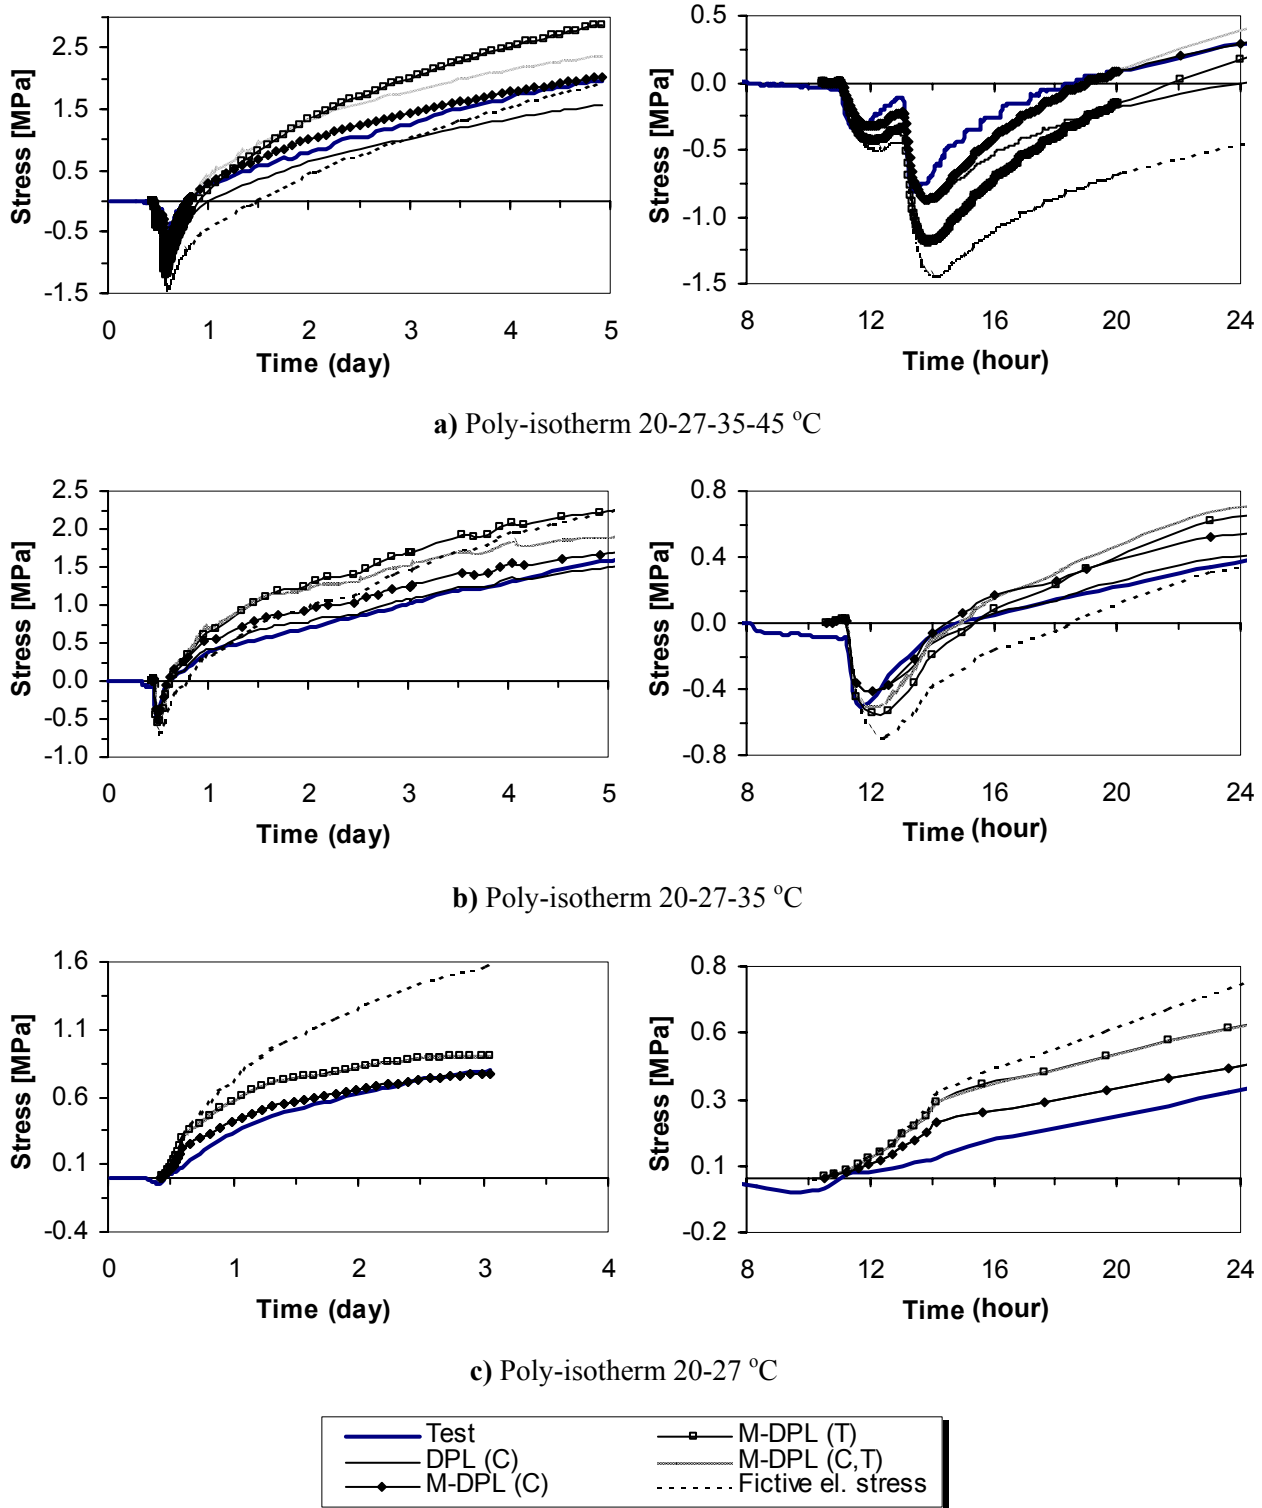 Stress [MPa]
2.5
1.5
0.5
-0.5
-1.5
0 1 2 3 4 5
Time (day)
Stress [MPa]
0.5
0.0
-0.5
-1.0
-1.5
8 12 16 20 24
Time (hour)
a) Poly-isotherm 20-27-35-45 °C
Stress [MPa]
2.5
2.0
1.5
1.0
0.5
0.0
-0.5
-1.0
0 1 2 3 4 5
Time (day)
Stress [MPa]
0.8
0.4
0.0
-0.4
-0.8
8 12 16 20 24
Time (hour)
b) Poly-isotherm 20-27-35 °C
Stress [MPa]
1.6
1.1
0.6
0.1
-0.4
0 1 2 3 4
Time (day)
Stress [MPa]
0.8
0.6
0.3
0.1
-0.2
8 12 16 20 24
Time (hour)
c) Poly-isotherm 20-27 °C
Test
DPL (C)
M-DPL (C)
M-DPL (T)
M-DPL (C,T)
Fictive el. stress